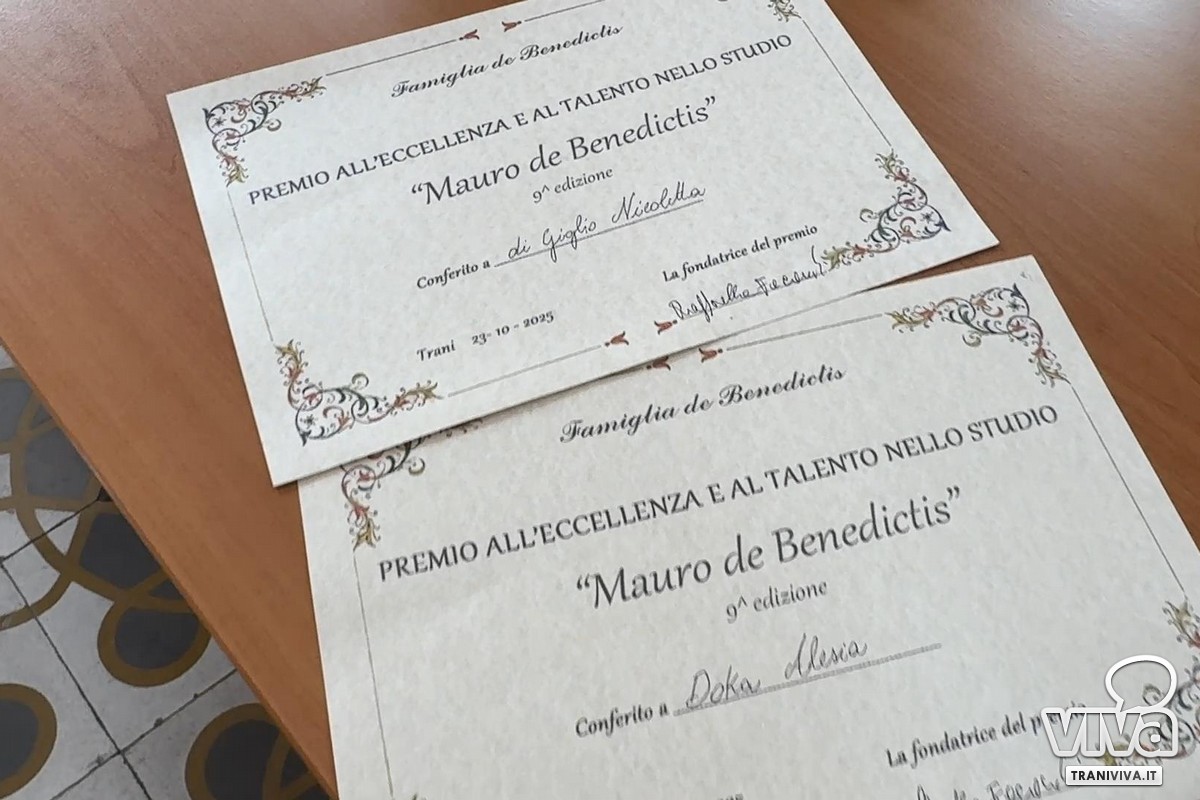 Famiglia de Benedictis
PREMIO ALL'ECCELLENZA E AL TALENTO NELLO STUDIO
"Mauro de Benedictis"
9^ edizione
Conferito a di Giglio Nicoletta
La fondatrice del premio
Raffaella
Trani 23-10-2025
Famiglia de Benedictis
PREMIO ALL'ECCELLENZA E AL TALENTO NELLO STUDIO
"Mauro de Benedictis"
9^ edizione
Conferito a Doka Alesia
La fondatrice del premio
viva
TRANIVIVA.IT